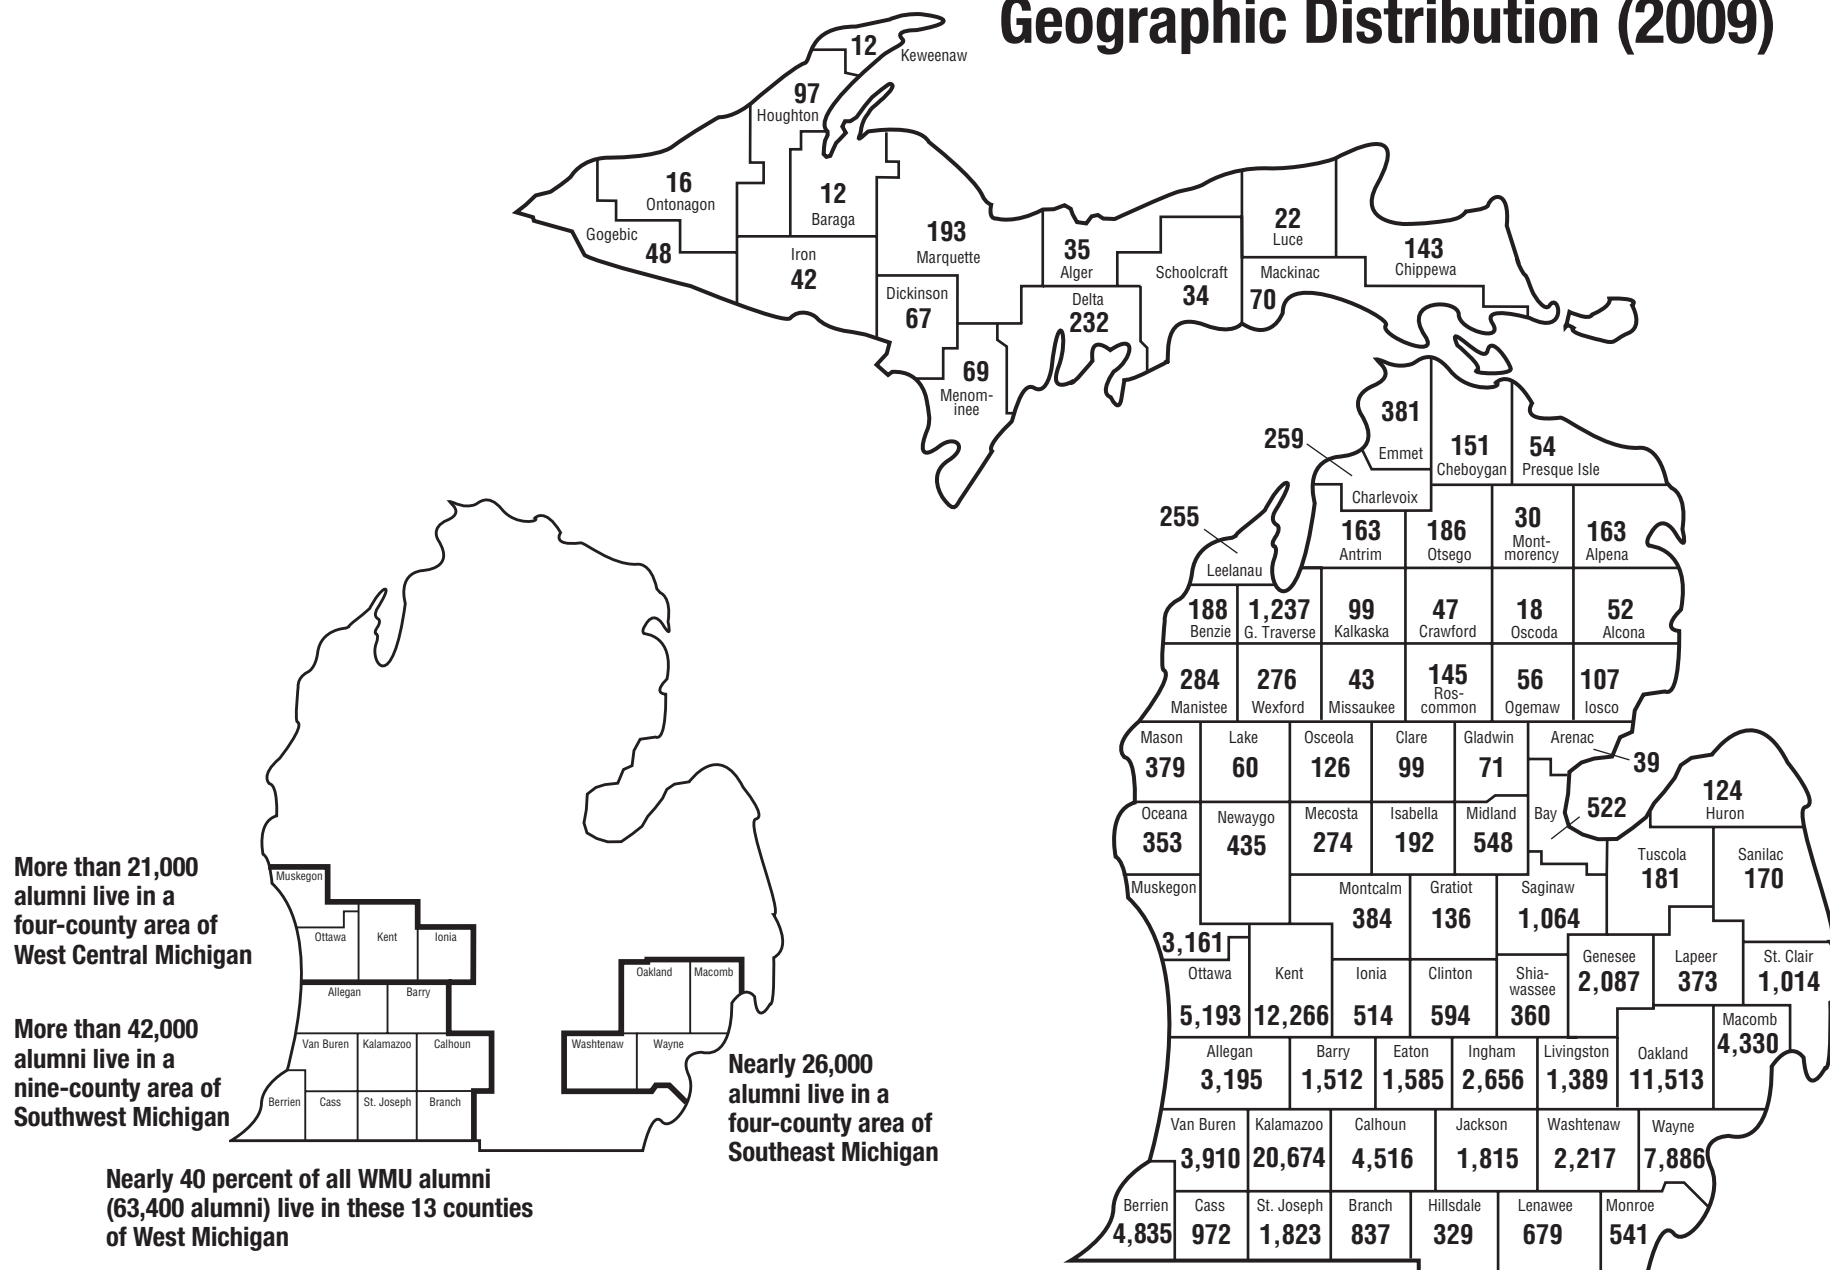 Geographic Distribution (2009)
12
Keweenaw
97
Houghton
16
Ontonagon
12
Baraga
Gogebic
48
Iron
42
193
Marquette
Dickinson
67
69
Menom-
inee
35
Alger
Delta
232
Schoolcraft
34
22
Luce
Mackinac
70
143
Chippewa
381
Emmet
259
Charlevoix
151
Cheboygan
54
Presque Isle
255
Leelanau
163
Antrim
186
Otsego
30
Mont-
morency
163
Alpena
188
Benzie
1,237
G. Traverse
99
Kalkaska
47
Crawford
18
Oscoda
52
Alcona
284
Manistee
276
Wexford
43
Missaukee
145
Ros-
common
56
Ogemaw
107
Iosco
Mason
379
Lake
60
Osceola
126
Clare
99
Gladwin
71
Arenac
39
Oceana
353
Newaygo
435
Mecosta
274
Isabella
192
Midland
548
Bay
522
124
Huron
Tuscola
181
Sanilac
170
Muskegon
3,161
Montcalm
384
Gratiot
136
Saginaw
1,064
Ottawa
5,193
Kent
12,266
Ionia
514
Clinton
594
Shia-
wassee
360
Genesee
2,087
Lapeer
373
St. Clair
1,014
Allegan
3,195
Barry
1,512
Eaton
1,585
Ingham
2,656
Livingston
1,389
Oakland
11,513
Macomb
4,330
Van Buren
3,910
Kalamazoo
20,674
Calhoun
4,516
Jackson
1,815
Washtenaw
2,217
Wayne
7,886
Berrien
4,835
Cass
972
St. Joseph
1,823
Branch
837
Hillsdale
329
Lenawee
679
Monroe
541
More than 21,000
alumni live in a
four-county area of
West Central Michigan
Muskegon
Ottawa
Kent
Ionia
Allegan
Barry
More than 42,000
alumni live in a
nine-county area of
Southwest Michigan
Van Buren
Kalamazoo
Calhoun
Berrien
Cass
St. Joseph
Branch
Oakland
Macomb
Washtenaw
Wayne
Nearly 26,000
alumni live in a
four-county area of
Southeast Michigan
Nearly 40 percent of all WMU alumni
(63,400 alumni) live in these 13 counties
of West Michigan